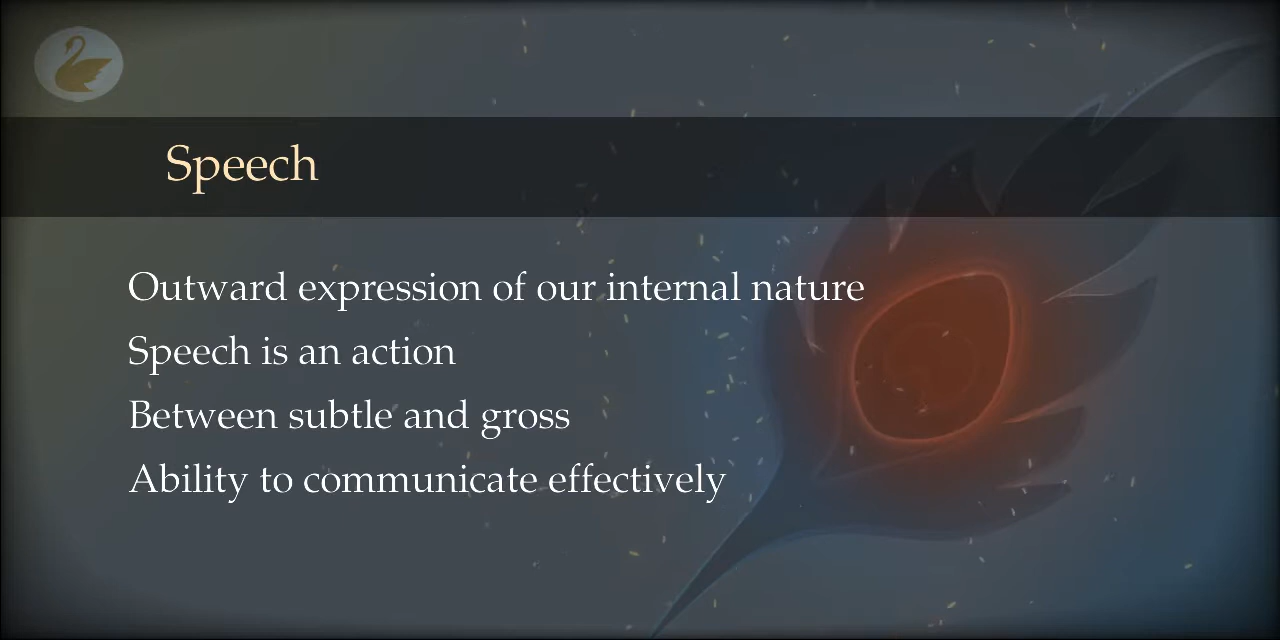 Speech
Outward expression of our internal nature
Speech is an action
Between subtle and gross
Ability to communicate effectively